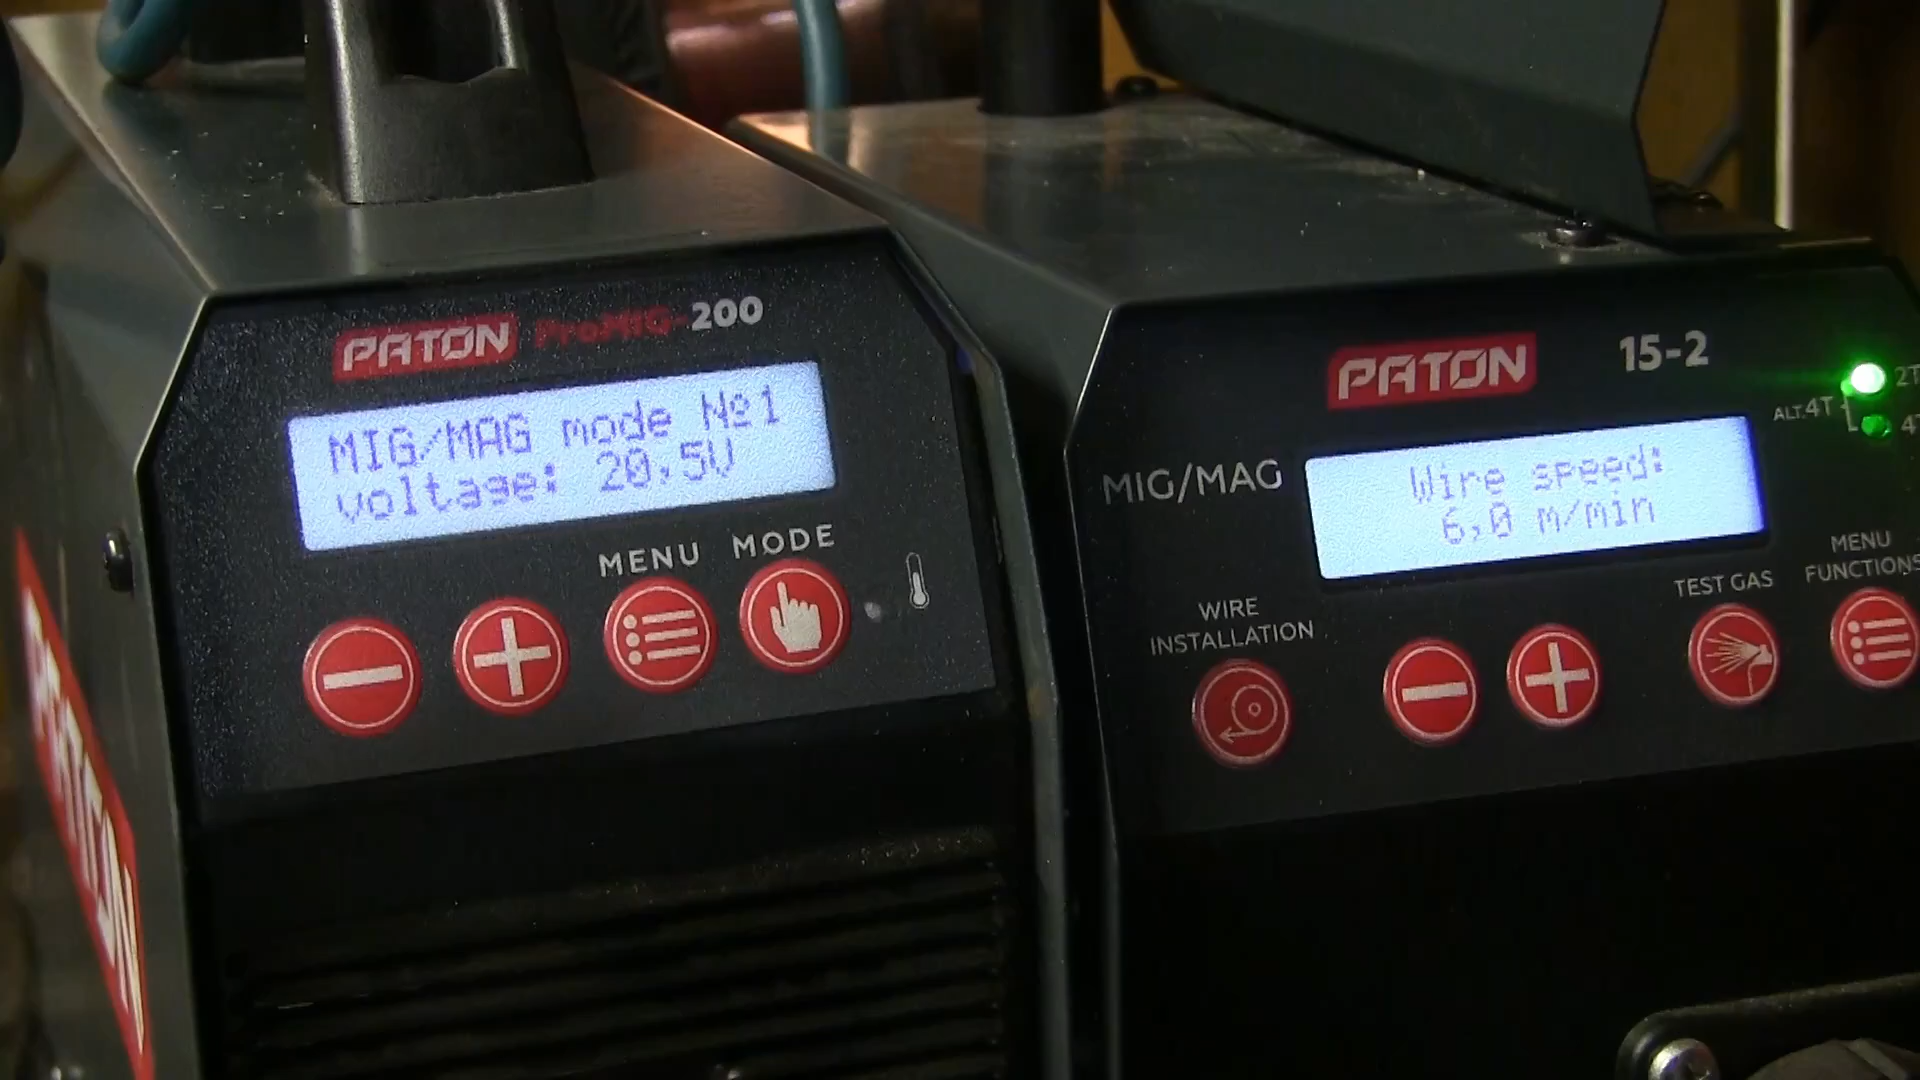 PATON ProMIG-200
MIG/MAG mode №1
voltage: 20,5V
MENU MODE
PATON
PATON 15-2
2T
ALT.4T
4T
MIG/MAG
Wire speed:
6,0 m/min
WIRE
INSTALLATION
TEST GAS
MENU
FUNCTIONS